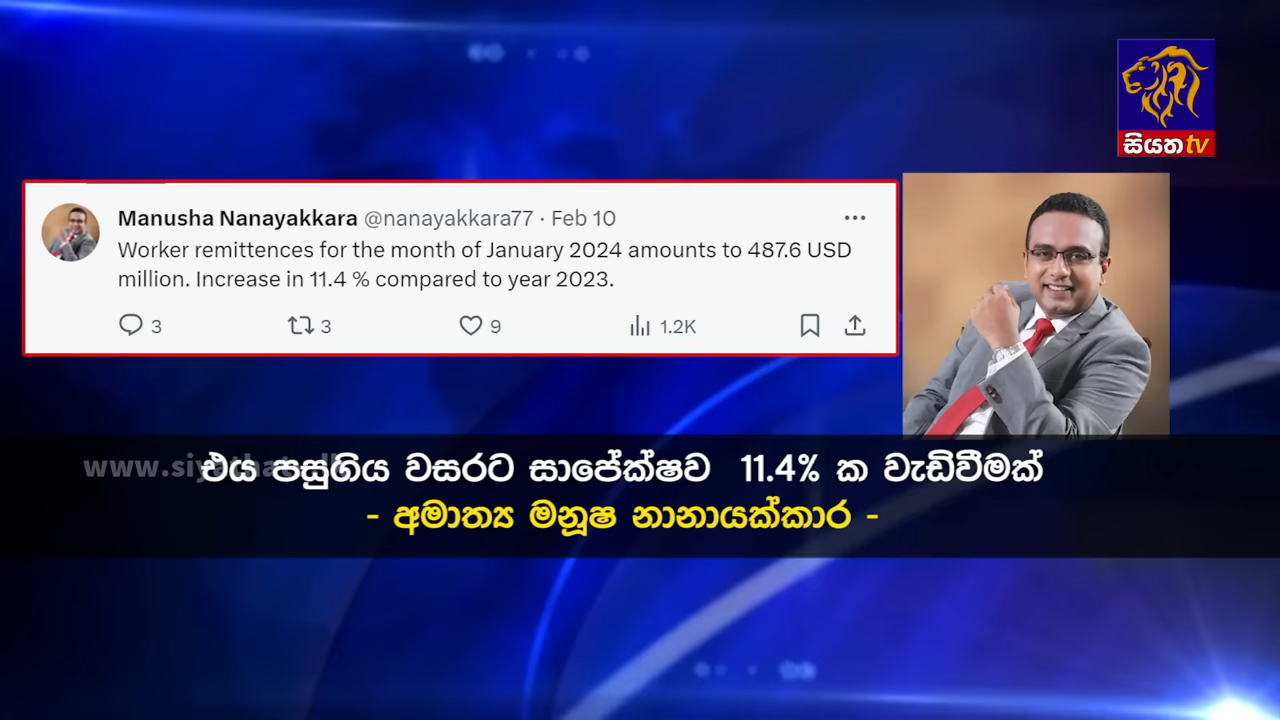 සියත tv
Manusha Nanayakkara @nanayakkara77 · Feb 10
Worker remittences for the month of January 2024 amounts to 487.6 USD
million. Increase in 11.4 % compared to year 2023.
3 3 9 1.2K
එය පසුගිය වසරට සාපේක්ෂව 11.4% ක වැඩිවීමක්
- අමාත්‍ය මනූෂ නානායක්කාර -